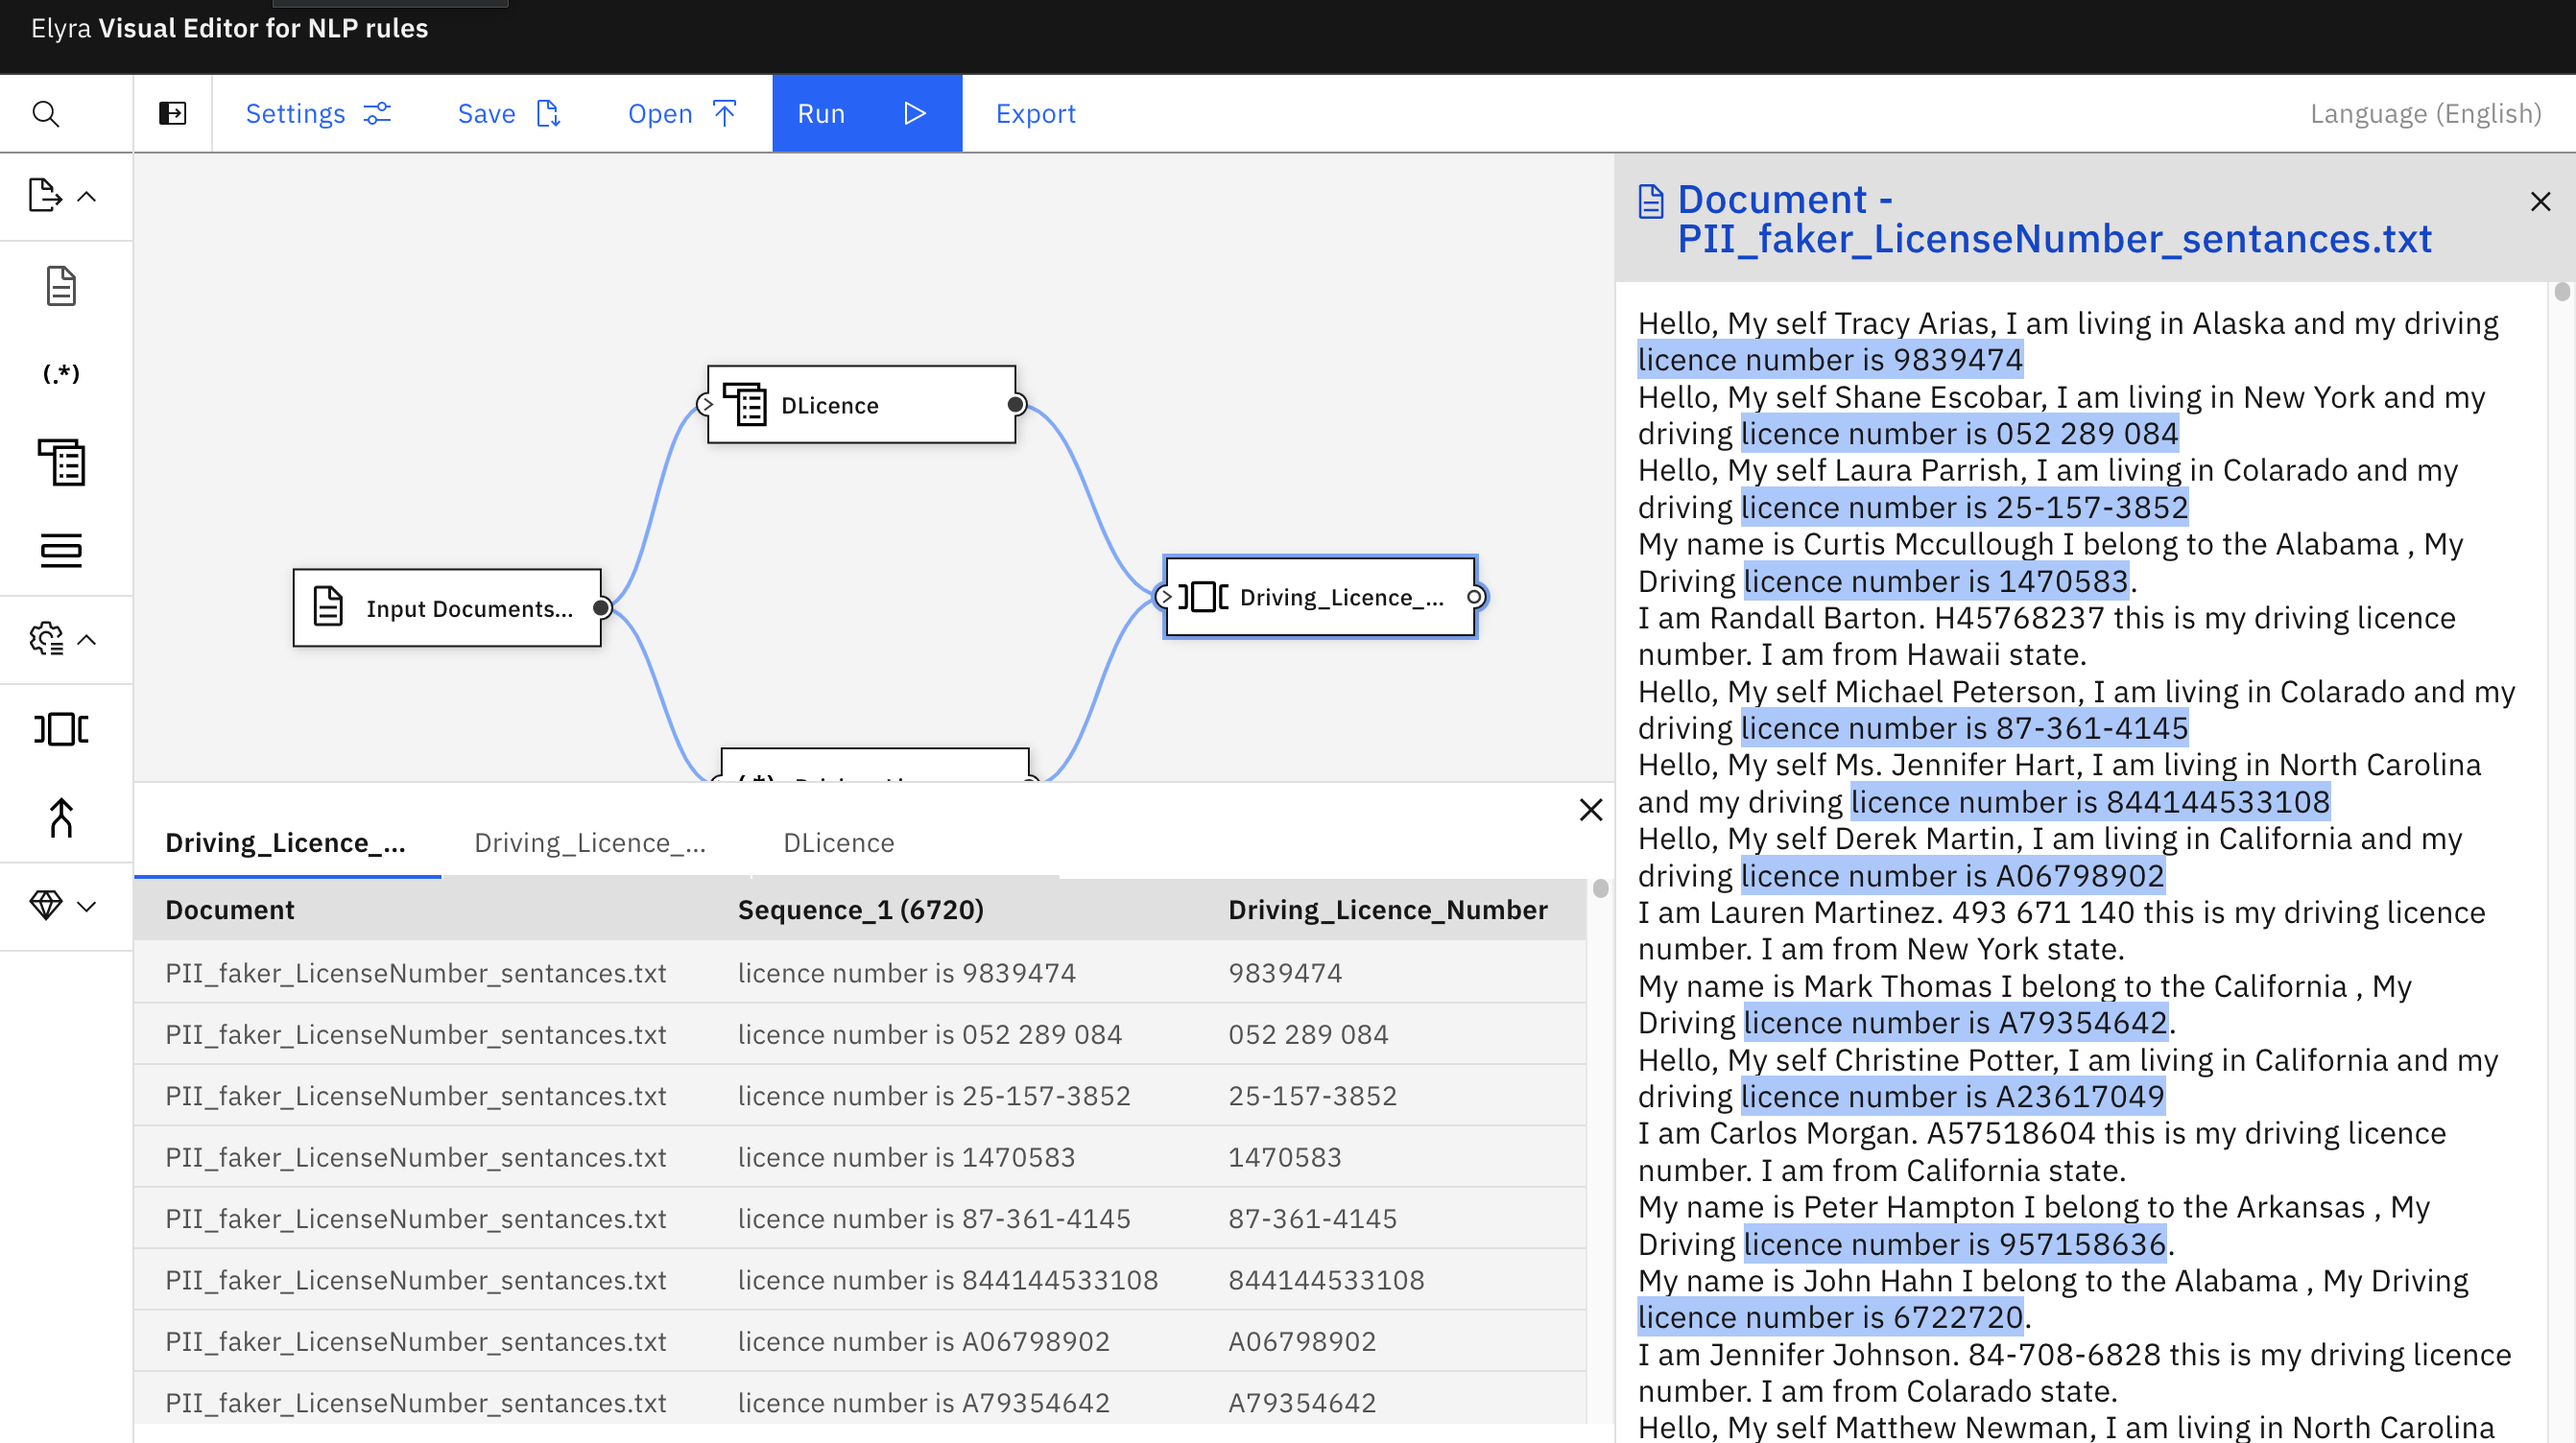 Elyra Visual Editor for NLP rules
Settings
Save
Open
Run
Export
Language (English)
(.*)
DLicence
Input Documents...
Driving_Licence_...
Driving_Licence_...
Driving_Licence_...
DLicence
Document Sequence_1 (6720) Driving_Licence_Number
PII_faker_LicenseNumber_sentances.txt licence number is 9839474 9839474
PII_faker_LicenseNumber_sentances.txt licence number is 052 289 084 052 289 084
PII_faker_LicenseNumber_sentances.txt licence number is 25-157-3852 25-157-3852
PII_faker_LicenseNumber_sentances.txt licence number is 1470583 1470583
PII_faker_LicenseNumber_sentances.txt licence number is 87-361-4145 87-361-4145
PII_faker_LicenseNumber_sentances.txt licence number is 844144533108 844144533108
PII_faker_LicenseNumber_sentances.txt licence number is A06798902 A06798902
PII_faker_LicenseNumber_sentances.txt licence number is A79354642 A79354642
Document -
PII_faker_LicenseNumber_sentances.txt
Hello, My self Tracy Arias, I am living in Alaska and my driving
licence number is 9839474
Hello, My self Shane Escobar, I am living in New York and my
driving licence number is 052 289 084
Hello, My self Laura Parrish, I am living in Colarado and my
driving licence number is 25-157-3852
My name is Curtis Mccullough I belong to the Alabama , My
Driving licence number is 1470583.
I am Randall Barton. H45768237 this is my driving licence
number. I am from Hawaii state.
Hello, My self Michael Peterson, I am living in Colarado and my
driving licence number is 87-361-4145
Hello, My self Ms. Jennifer Hart, I am living in North Carolina
and my driving licence number is 844144533108
Hello, My self Derek Martin, I am living in California and my
driving licence number is A06798902
I am Lauren Martinez. 493 671 140 this is my driving licence
number. I am from New York state.
My name is Mark Thomas I belong to the California , My
Driving licence number is A79354642.
Hello, My self Christine Potter, I am living in California and my
driving licence number is A23617049
I am Carlos Morgan. A57518604 this is my driving licence
number. I am from California state.
My name is Peter Hampton I belong to the Arkansas , My
Driving licence number is 957158636.
My name is John Hahn I belong to the Alabama , My Driving
licence number is 6722720.
I am Jennifer Johnson. 84-708-6828 this is my driving licence
number. I am from Colarado state.
Hello, My self Matthew Newman, I am living in North Carolina